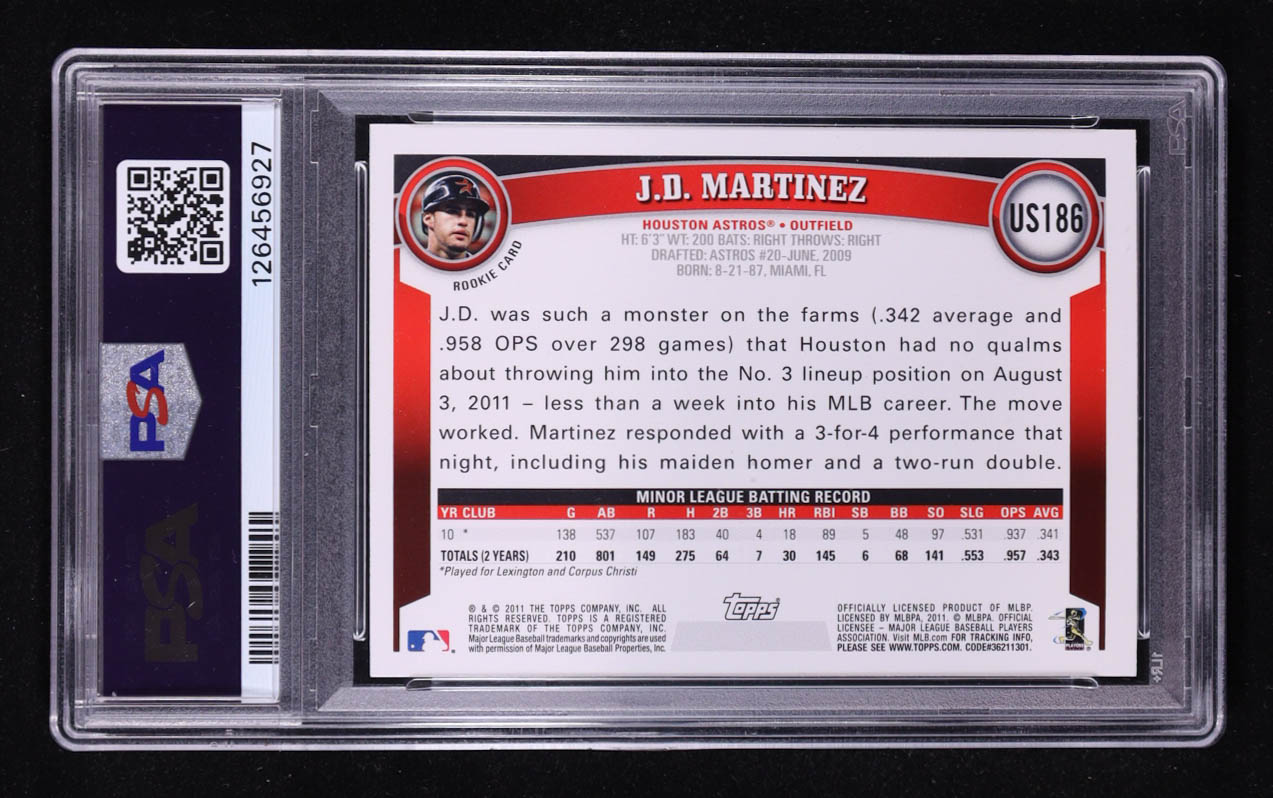 126456927
PSA
PSA
J.D. MARTINEZ
US186
ROOKIE CARD
HOUSTON ASTROS® • OUTFIELD
HT: 6'3" WT: 200 BATS: RIGHT THROWS: RIGHT
DRAFTED: ASTROS #20-JUNE, 2009
BORN: 8-21-87, MIAMI, FL
J.D. was such a monster on the farms (.342 average and
.958 OPS over 298 games) that Houston had no qualms
about throwing him into the No. 3 lineup position on August
3, 2011 – less than a week into his MLB career. The move
worked. Martinez responded with a 3-for-4 performance that
night, including his maiden homer and a two-run double.
MINOR LEAGUE BATTING RECORD
YR CLUB G AB R H 2B 3B HR RBI SB BB SO SLG OPS AVG
10 * 138 537 107 183 40 4 18 89 5 48 97 .531 .937 .341
TOTALS (2 YEARS) 210 801 149 275 64 7 30 145 6 68 141 .553 .957 .343
*Played for Lexington and Corpus Christi
® & © 2011 THE TOPPS COMPANY, INC. ALL
RIGHTS RESERVED. TOPPS IS A REGISTERED
TRADEMARK OF THE TOPPS COMPANY, INC.
Major League Baseball trademarks and copyrights are used
with permission of Major League Baseball Properties, Inc.
Topps®
OFFICIALLY LICENSED PRODUCT OF MLBP.
LICENSED BY MLBPA, 2011. © MLBPA. OFFICIAL
LICENSEE – MAJOR LEAGUE BASEBALL PLAYERS
ASSOCIATION. Visit MLB.com FOR TRACKING INFO,
PLEASE SEE WWW.TOPPS.COM. CODE#36211301.
PLAYERS
PSA
1LR+